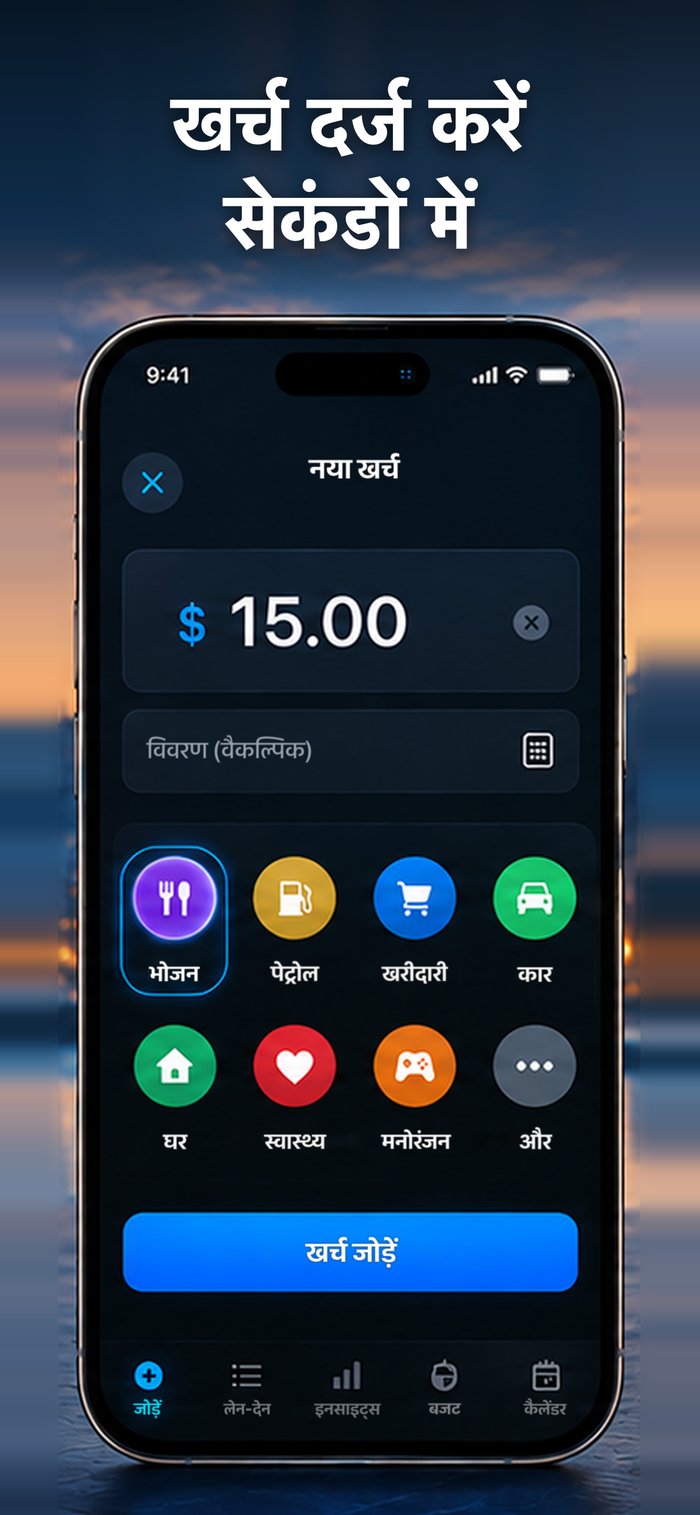 खर्च दर्ज करें
सेकंडों में
9:41
नया खर्च
$ 15.00
विवरण (वैकल्पिक)
भोजन पेट्रोल खरीदारी कार
घर स्वास्थ्य मनोरंजन और
खर्च जोड़ें
जोड़ें लेन-देन इनसाइट्स बजट कैलेंडर